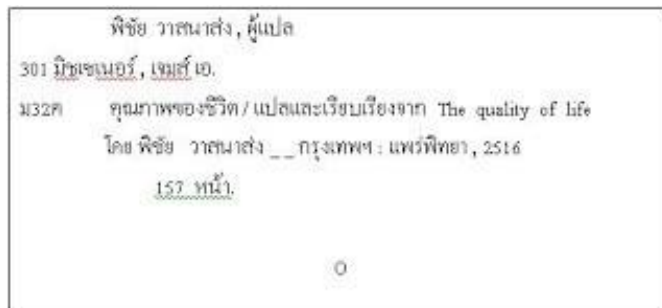 พิชัย วาสนาส่ง, ผู้แปล
301 มิชเชเนอร์, เจมส์ เอ.
ม32ค คุณภาพของชีวิต / แปลและเรียบเรียงจาก The quality of life
โดย พิชัย วาสนาส่ง __ กรุงเทพฯ : แพร่พิทยา, 2516
157 หน้า.